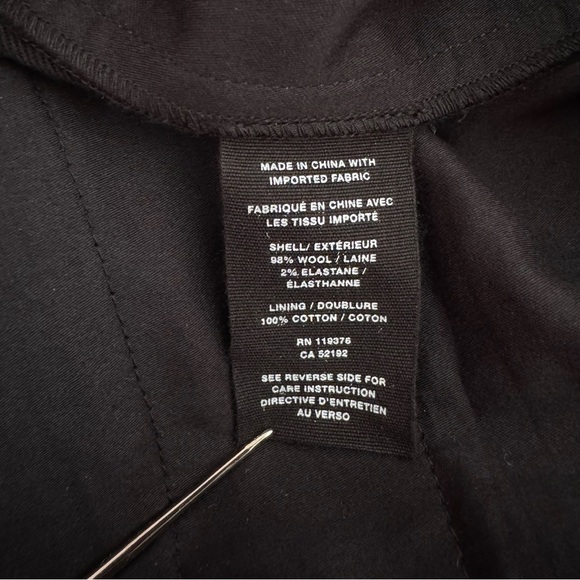 MADE IN CHINA WITH
IMPORTED FABRIC
FABRIQUÉ EN CHINE AVEC
LES TISSU IMPORTÉ
SHELL/ EXTÉRIEUR
98% WOOL / LAINE
2% ELASTANE /
ÉLASTHANNE
LINING / DOUBLURE
100% COTTON / COTON
RN 119376
CA 52192
SEE REVERSE SIDE FOR
CARE INSTRUCTION
DIRECTIVE D'ENTRETIEN
AU VERSO